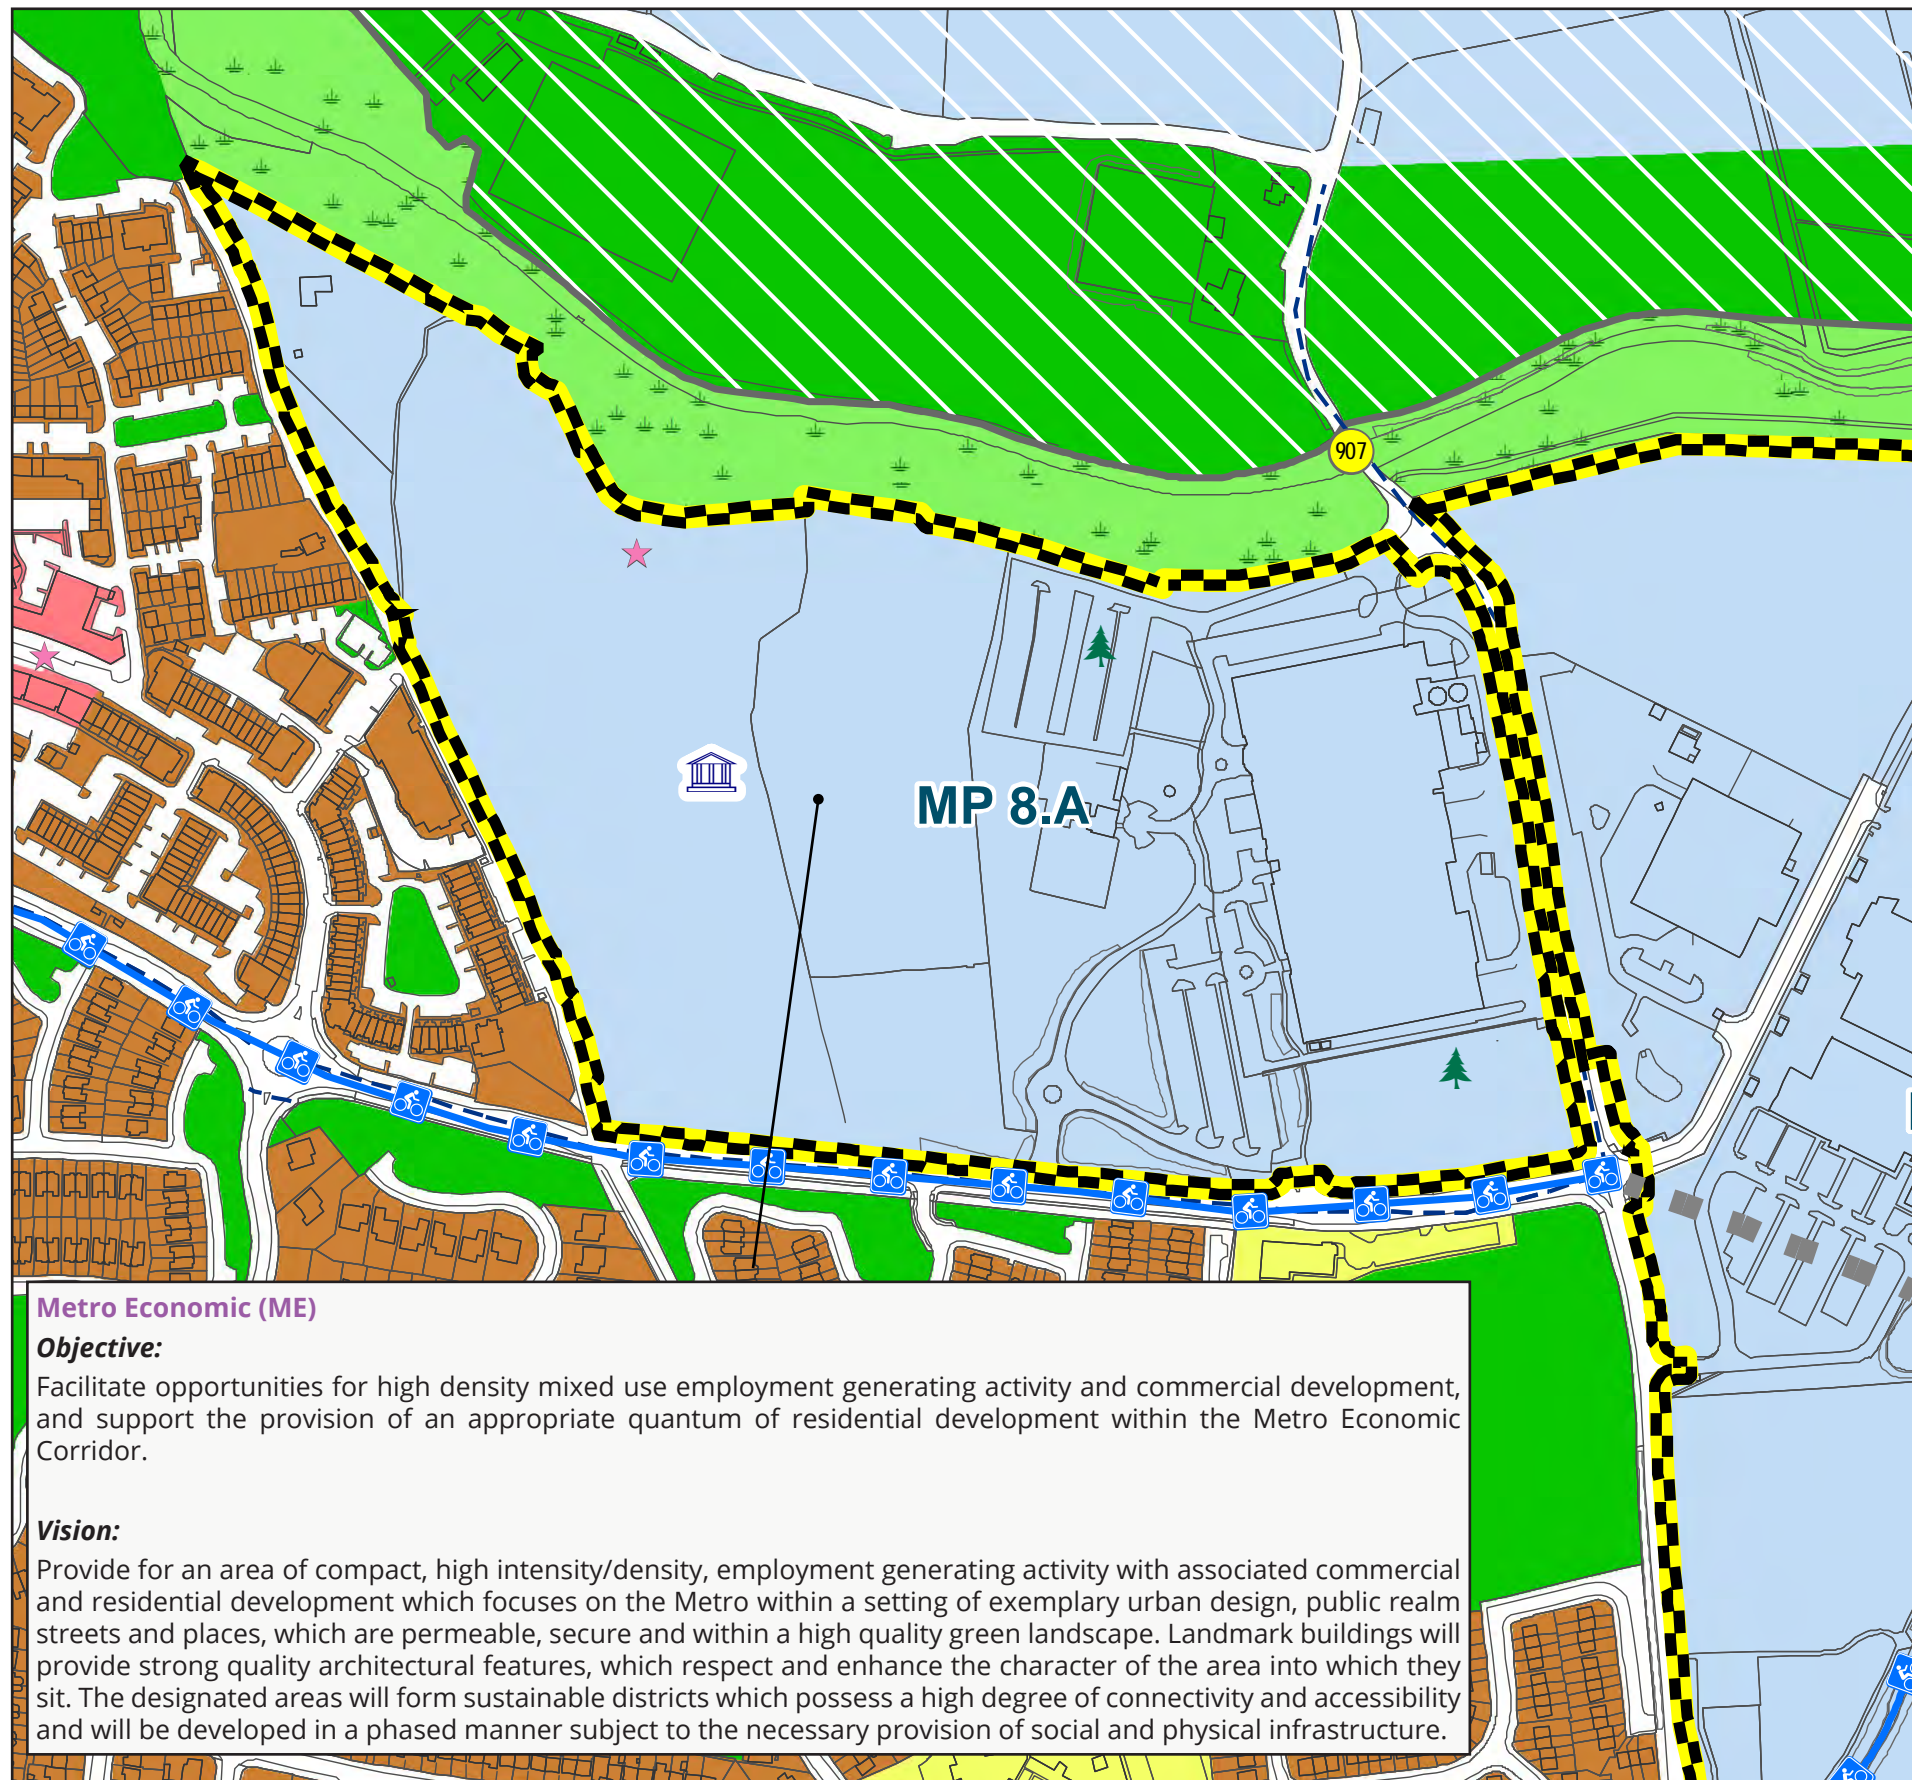 907
MP 8.A
Metro Economic (ME)
Objective:
Facilitate opportunities for high density mixed use employment generating activity and commercial development,
and support the provision of an appropriate quantum of residential development within the Metro Economic
Corridor.
Vision:
Provide for an area of compact, high intensity/density, employment generating activity with associated commercial
and residential development which focuses on the Metro within a setting of exemplary urban design, public realm
streets and places, which are permeable, secure and within a high quality green landscape. Landmark buildings will
provide strong quality architectural features, which respect and enhance the character of the area into which they
sit. The designated areas will form sustainable districts which possess a high degree of connectivity and accessibility
and will be developed in a phased manner subject to the necessary provision of social and physical infrastructure.